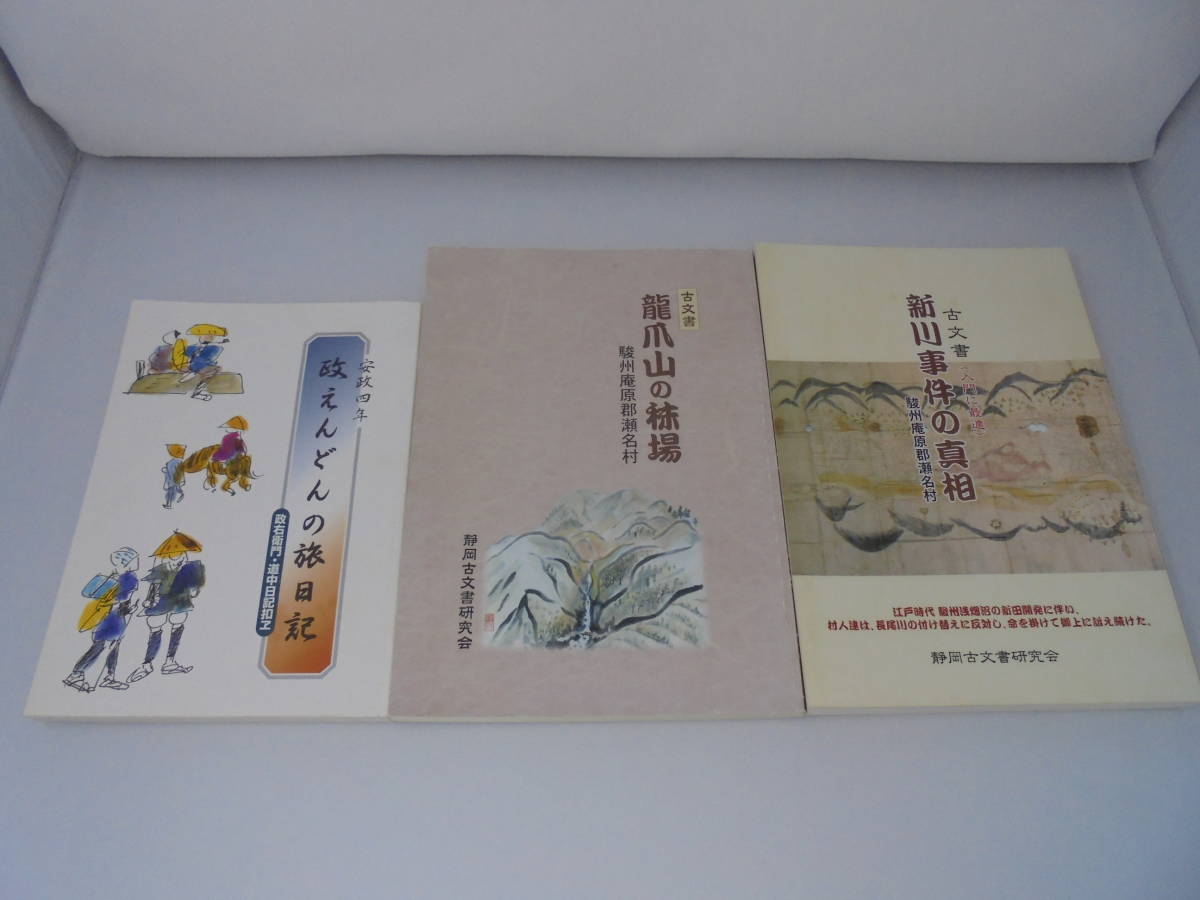 安政四年
政えんどんの旅日記
政右衛門・道中日記扣ヱ
古文書
龍爪山の秣場
駿州庵原郡瀬名村
静岡古文書研究会
古文書
〈入門に最適〉
新川事件の真相
駿州庵原郡瀬名村
江戸時代 駿州浅畑沼の新田開発に伴い、
村人達は、長尾川の付け替えに反対し、命を掛けて御上に訴え続けた。
静岡古文書研究会